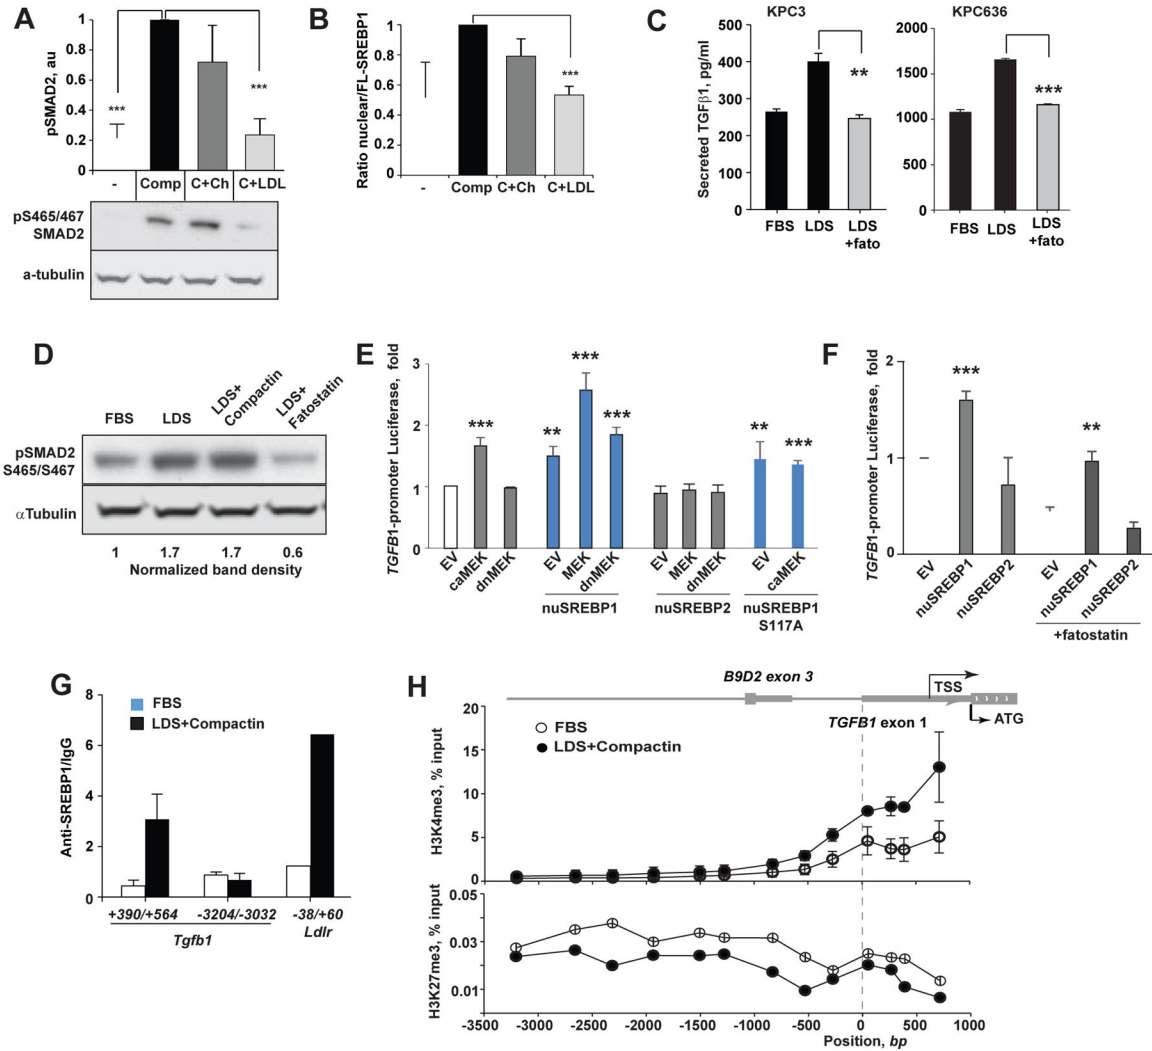 A
pSMAD2, au
1
0.8
0.6
0.4
0.2
0
***
***
-
Comp
C+Ch
C+LDL
pS465/467
SMAD2
a-tubulin
B
Ratio nuclear/FL-SREBP1
1
0.8
0.6
0.4
0.2
0
***
-
Comp
C+Ch
C+LDL
C
KPC3
Secreted TGFβ1, pg/ml
500
400
300
200
100
0
**
FBS
LDS
LDS
+fato
KPC636
2000
1500
1000
500
0
***
FBS
LDS
LDS
+fato
D
FBS
LDS
LDS+
Compactin
LDS+
Fatostatin
pSMAD2
S465/S467
αTubulin
1
1.7
1.7
0.6
Normalized band density
E
TGFB1-promoter Luciferase, fold
3
2
1
0
***
**
***
***
**
***
EV
caMEK
dnMEK
EV
MEK
dnMEK
nuSREBP1
EV
MEK
dnMEK
nuSREBP2
EV
caMEK
nuSREBP1
S117A
F
TGFB1-promoter Luciferase, fold
2
1
0
***
**
EV
nuSREBP1
nuSREBP2
EV
nuSREBP1
nuSREBP2
+fatostatin
G
FBS
LDS+Compactin
Anti-SREBP1/IgG
8
6
4
2
0
+390/+564
-3204/-3032
-38/+60
Tgfb1
Ldlr
H
B9D2 exon 3
TSS
TGFB1 exon 1
ATG
FBS
LDS+Compactin
H3K4me3, % input
20
15
10
5
0
H3K27me3, % input
0.05
0.03
0.01
-3500
-3000
-2500
-2000
-1500
-1000
-500
0
500
1000
Position, bp